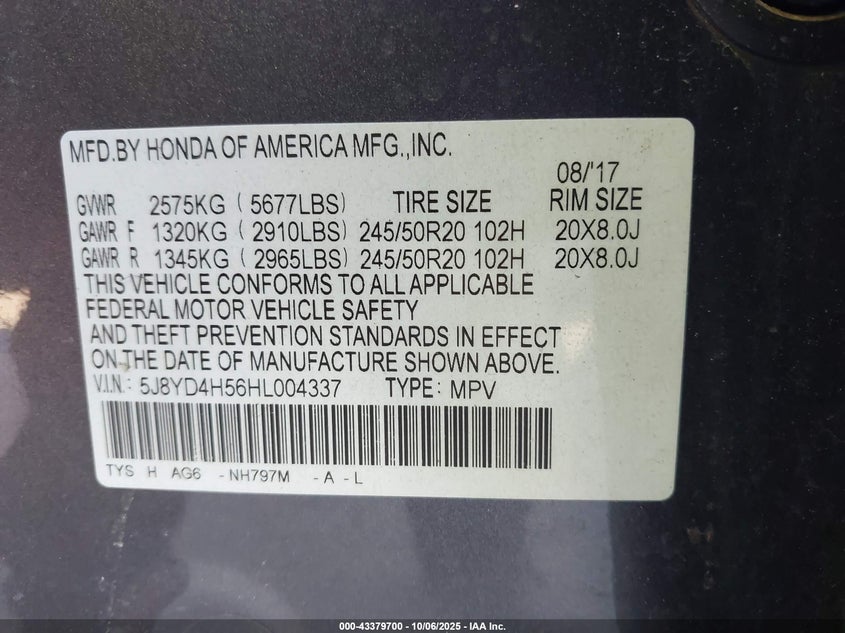 MFD.BY HONDA OF AMERICA MFG.,INC.
08/'17
GVWR 2575KG ( 5677LBS) TIRE SIZE RIM SIZE
GAWR F 1320KG ( 2910LBS) 245/50R20 102H 20X8.0J
GAWR R 1345KG ( 2965LBS) 245/50R20 102H 20X8.0J
THIS VEHICLE CONFORMS TO ALL APPLICABLE
FEDERAL MOTOR VEHICLE SAFETY
AND THEFT PREVENTION STANDARDS IN EFFECT
ON THE DATE OF MANUFACTURE SHOWN ABOVE.
V.I.N.: 5J8YD4H56HL004337 TYPE: MPV
TYS H AG6 -NH797M -A -L
000-43379700 - 10/06/2025 - IAA Inc.